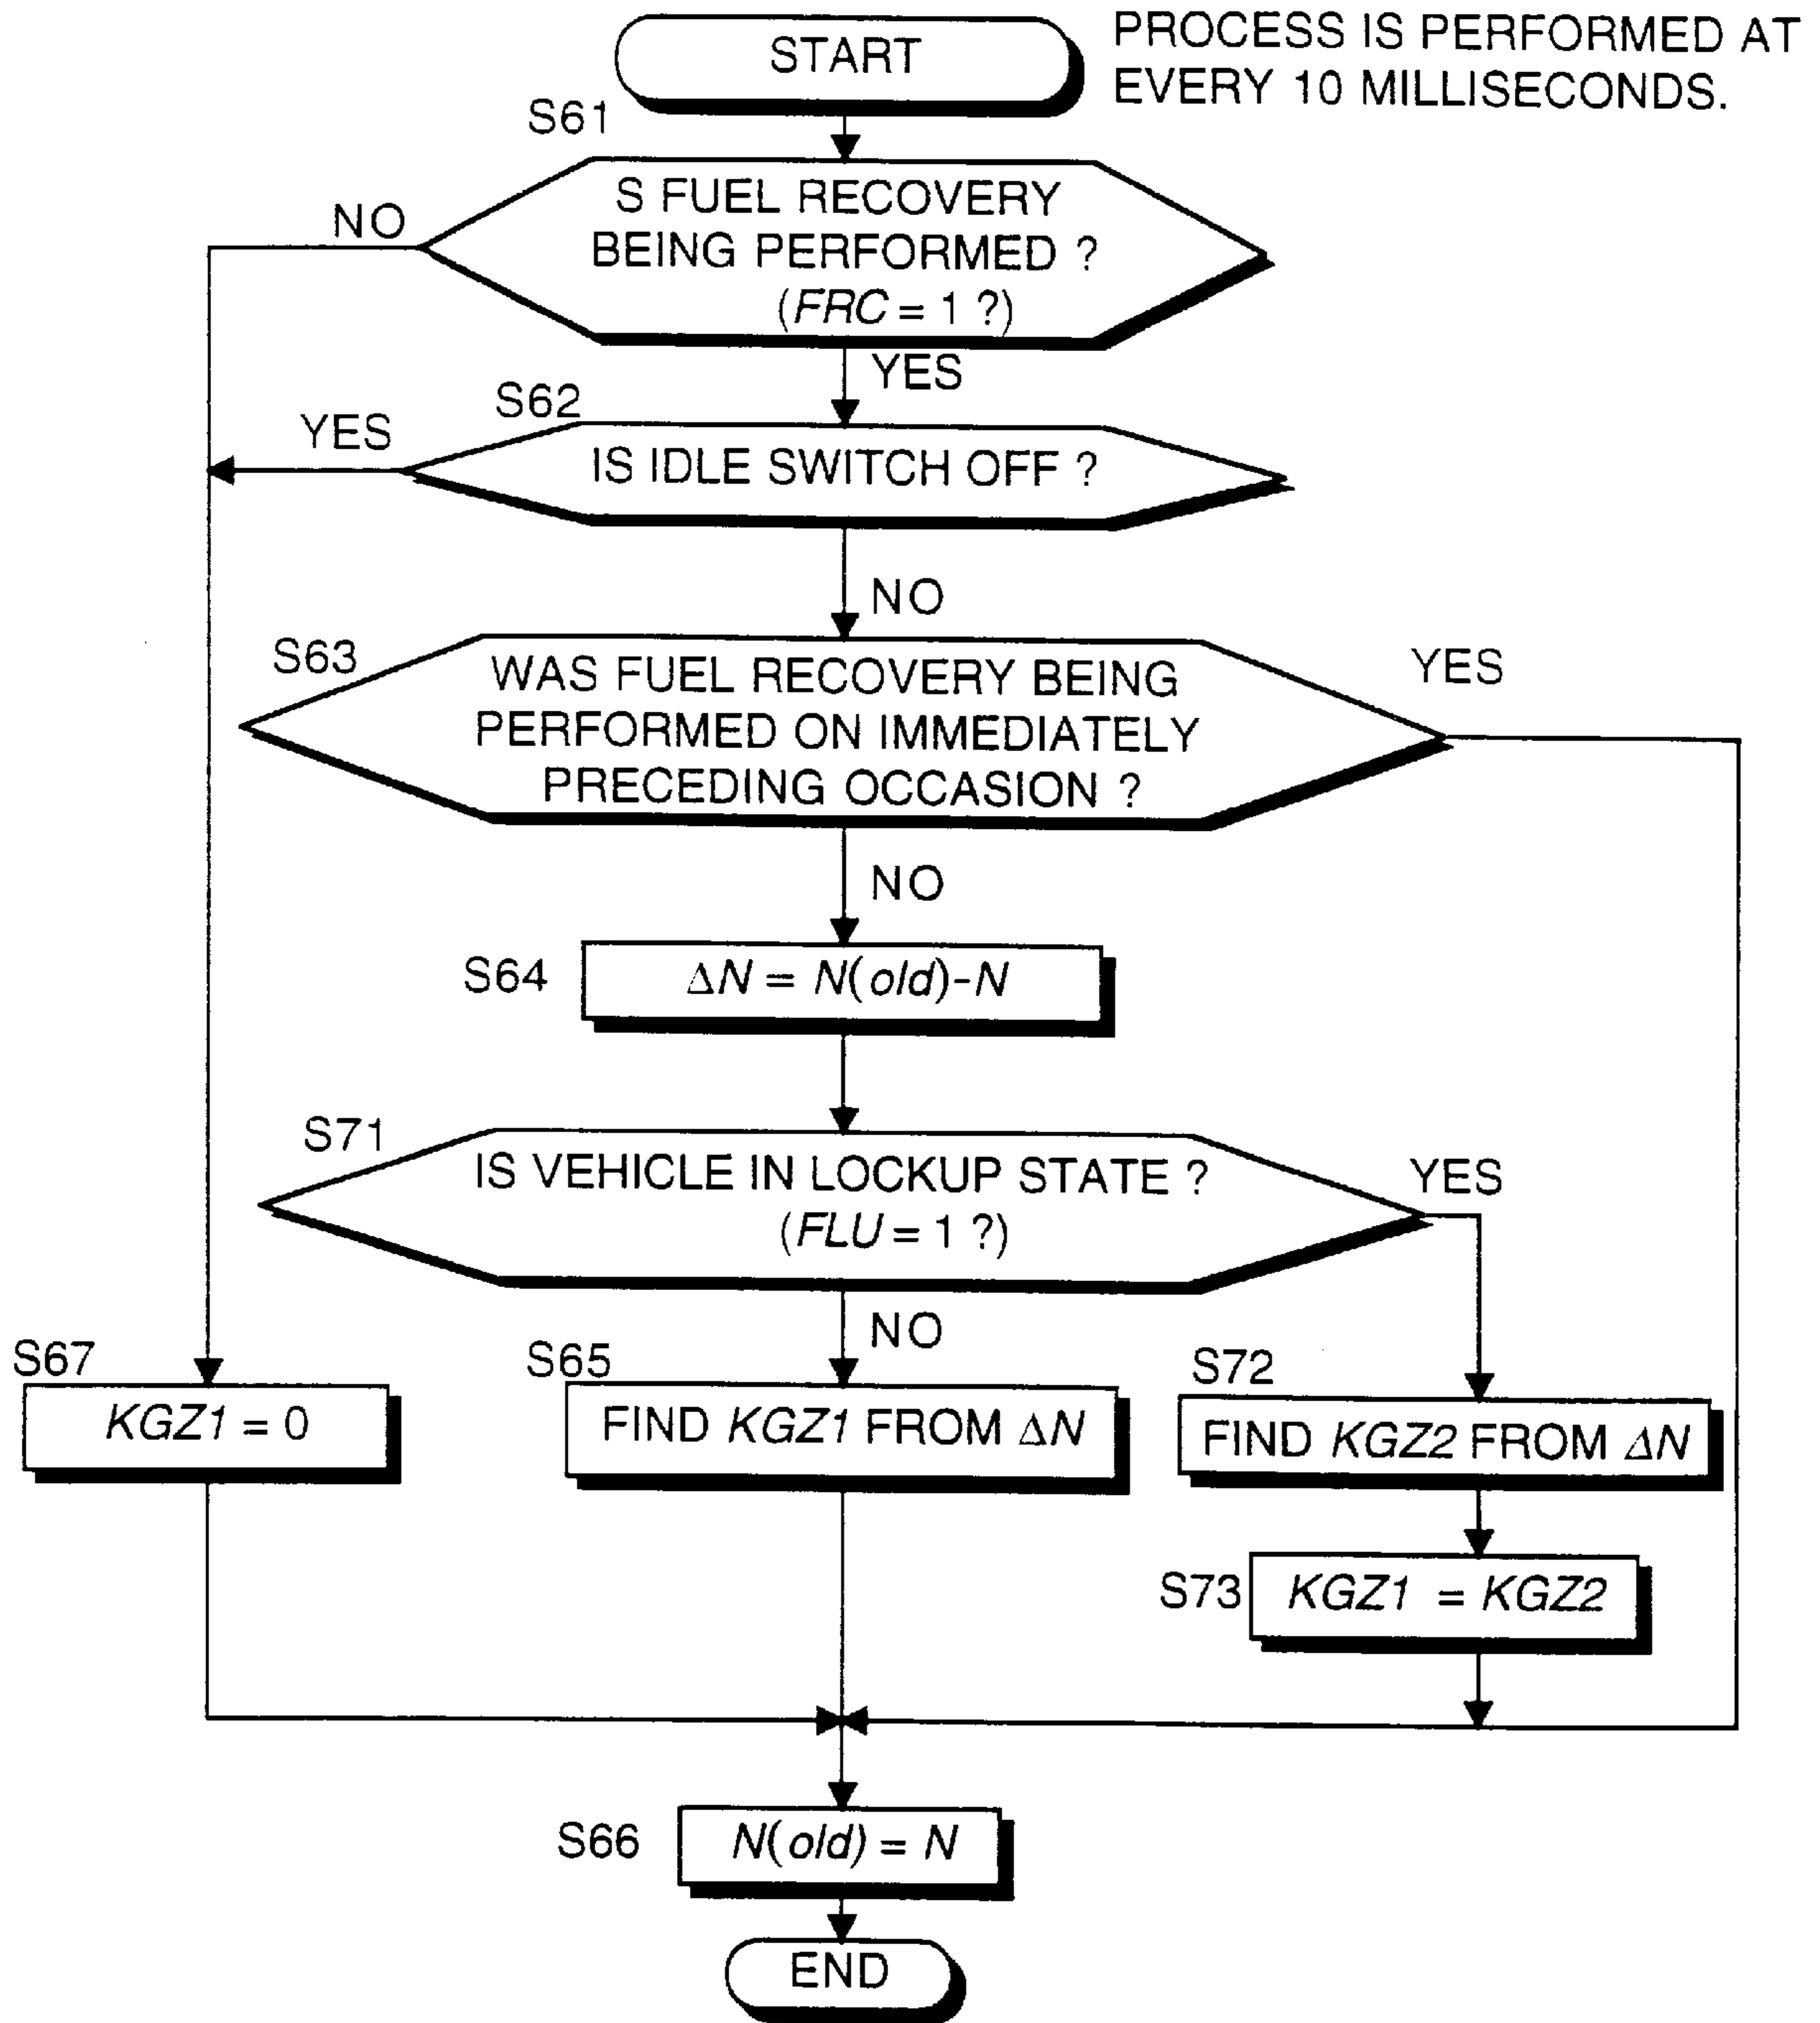 START
PROCESS IS PERFORMED AT
EVERY 10 MILLISECONDS.
S61
S FUEL RECOVERY
BEING PERFORMED ?
(FRC = 1 ?)
NO
YES
S62
YES
IS IDLE SWITCH OFF ?
NO
S63
WAS FUEL RECOVERY BEING
PERFORMED ON IMMEDIATELY
PRECEDING OCCASION ?
YES
NO
S64
ΔN = N(old)-N
S71
IS VEHICLE IN LOCKUP STATE ?
(FLU = 1 ?)
YES
NO
S67
KGZ1 = 0
S65
FIND KGZ1 FROM ΔN
S72
FIND KGZ2 FROM ΔN
S73
KGZ1 = KGZ2
S66
N(old) = N
END